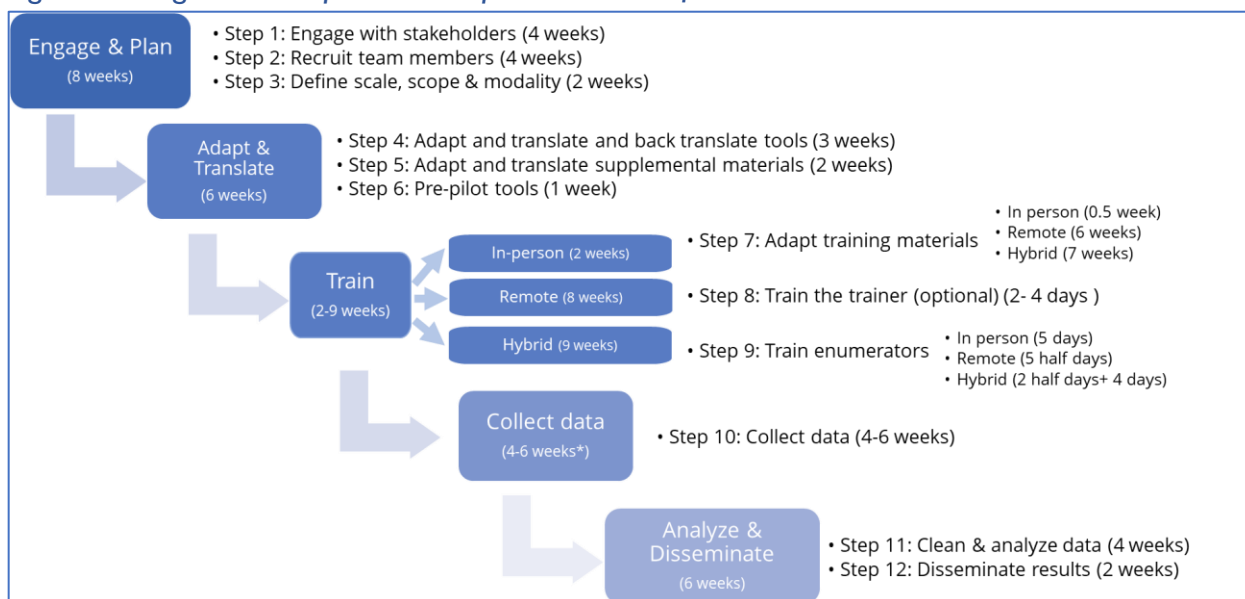 Engage & Plan
(8 weeks)
• Step 1: Engage with stakeholders (4 weeks)
• Step 2: Recruit team members (4 weeks)
• Step 3: Define scale, scope & modality (2 weeks)
Adapt &
Translate
(6 weeks)
• Step 4: Adapt and translate and back translate tools (3 weeks)
• Step 5: Adapt and translate supplemental materials (2 weeks)
• Step 6: Pre-pilot tools (1 week)
Train
(2-9 weeks)
In-person (2 weeks)
Remote (8 weeks)
Hybrid (9 weeks)
• Step 7: Adapt training materials
• In person (0.5 week)
• Remote (6 weeks)
• Hybrid (7 weeks)
• Step 8: Train the trainer (optional) (2- 4 days )
• Step 9: Train enumerators
• In person (5 days)
• Remote (5 half days)
• Hybrid (2 half days+ 4 days)
Collect data
(4-6 weeks*)
• Step 10: Collect data (4-6 weeks)
Analyze &
Disseminate
(6 weeks)
• Step 11: Clean & analyze data (4 weeks)
• Step 12: Disseminate results (2 weeks)